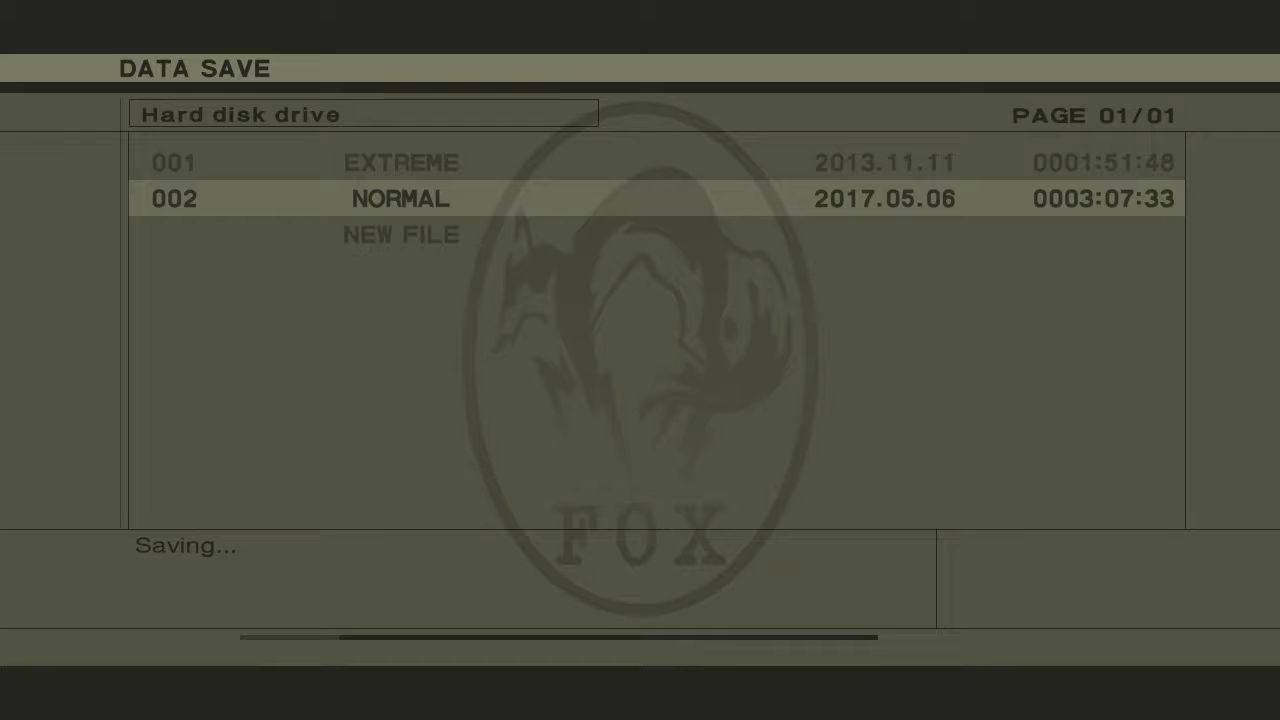 DATA SAVE
Hard disk drive PAGE 01/01
001 EXTREME 2013.11.11 0001:51:48
002 NORMAL 2017.05.06 0003:07:33
NEW FILE
FOX
Saving...